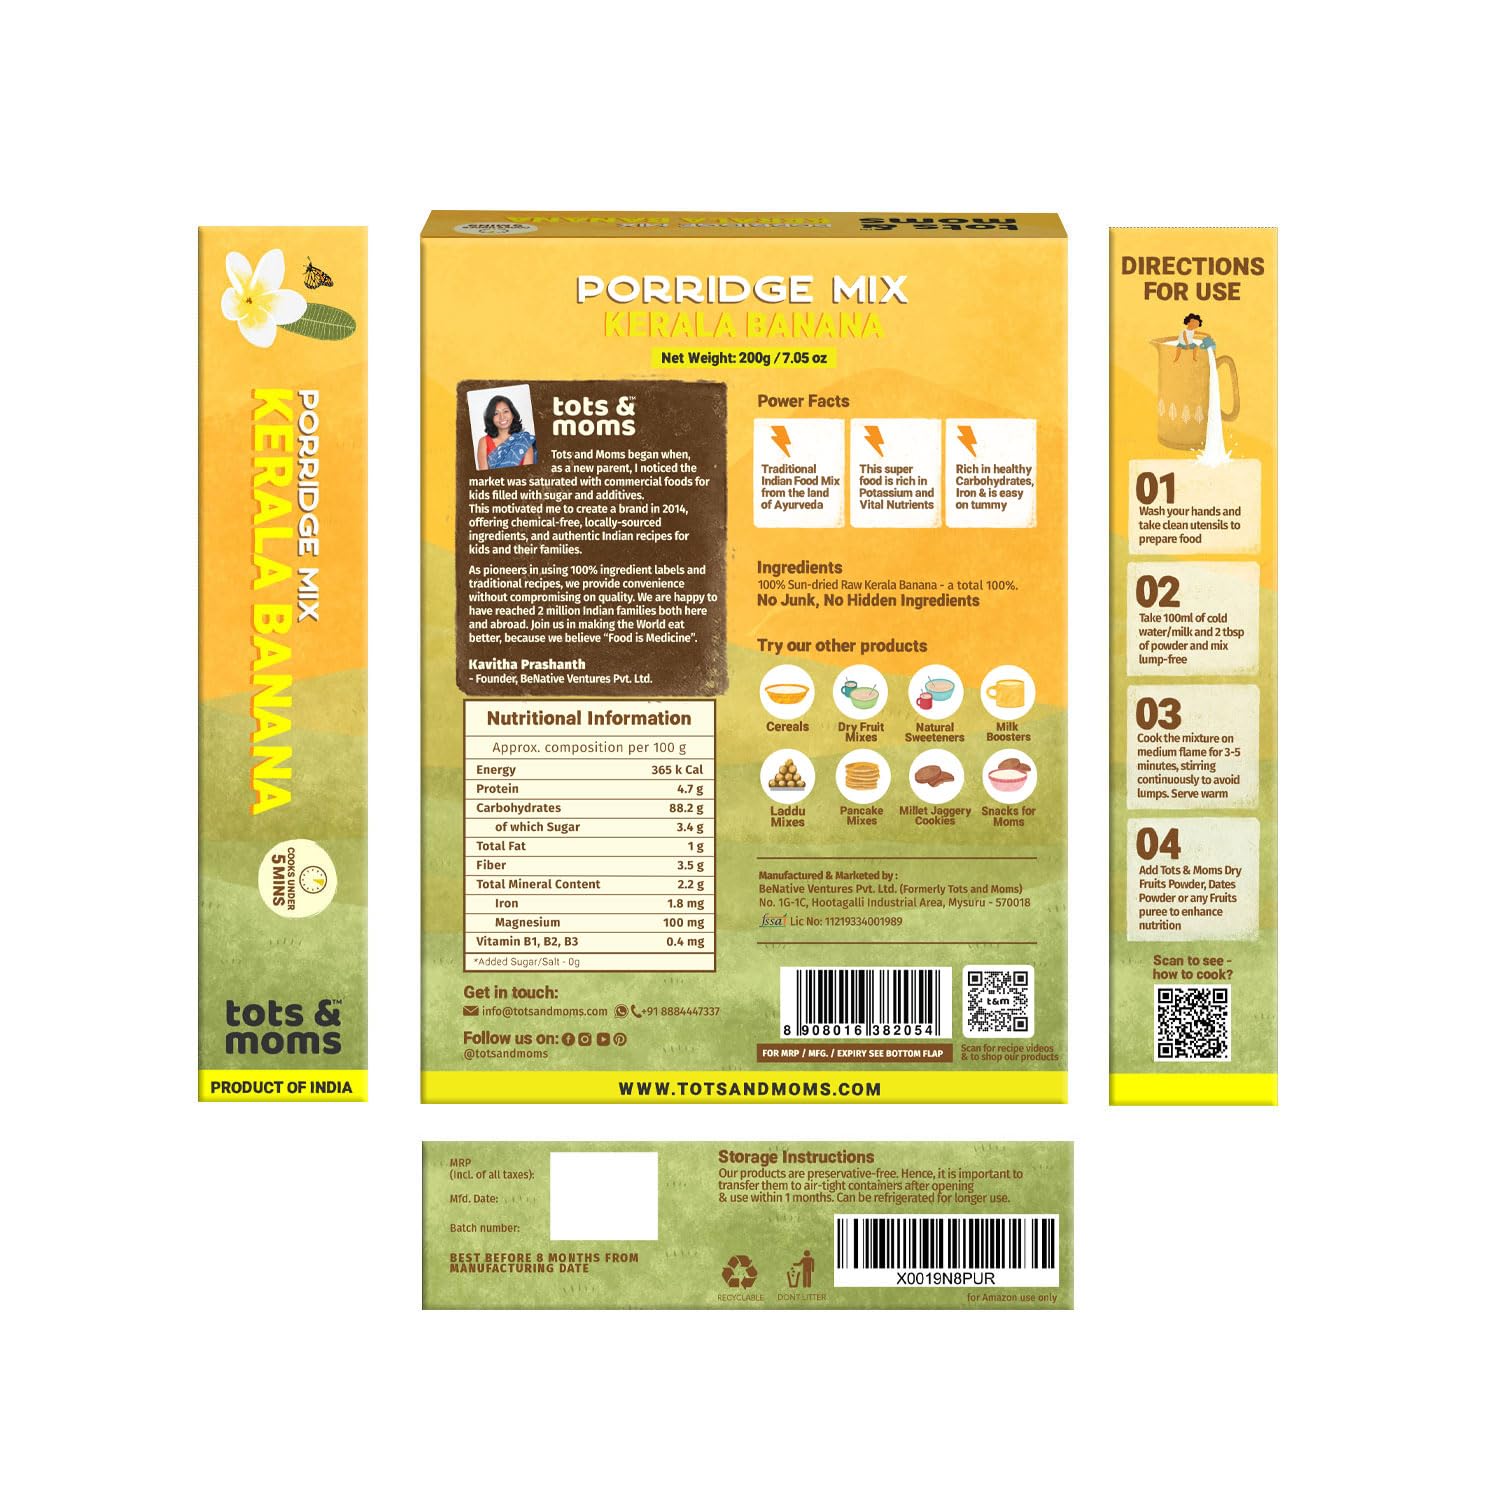 PORRIDGE MIX
KERALA BANANA
COOKS UNDER
5 MINS
tots &
moms™
PRODUCT OF INDIA
tots &
moms
PORRIDGE MIX
KERALA BANANA
5 MINS
PORRIDGE MIX
KERALA BANANA
Net Weight: 200g / 7.05 oz
tots &™
moms
Tots and Moms began when,
as a new parent, I noticed the
market was saturated with commercial foods for
kids filled with sugar and additives.
This motivated me to create a brand in 2014,
offering chemical-free, locally-sourced
ingredients, and authentic Indian recipes for
kids and their families.
As pioneers in using 100% ingredient labels and
traditional recipes, we provide convenience
without compromising on quality. We are happy to
have reached 2 million Indian families both here
and abroad. Join us in making the World eat
better, because we believe “Food is Medicine”.
Kavitha Prashanth
- Founder, BeNative Ventures Pvt. Ltd.
Nutritional Information
Approx. composition per 100 g
Energy 365 k Cal
Protein 4.7 g
Carbohydrates 88.2 g
of which Sugar 3.4 g
Total Fat 1 g
Fiber 3.5 g
Total Mineral Content 2.2 g
Iron 1.8 mg
Magnesium 100 mg
Vitamin B1, B2, B3 0.4 mg
*Added Sugar/Salt - 0g
Get in touch:
info@totsandmoms.com +91 8884447337
Follow us on:
@totsandmoms
Power Facts
Traditional
Indian Food Mix
from the land
of Ayurveda
This super
food is rich in
Potassium and
Vital Nutrients
Rich in healthy
Carbohydrates,
Iron & is easy
on tummy
Ingredients
100% Sun-dried Raw Kerala Banana - a total 100%.
No Junk, No Hidden Ingredients
Try our other products
Cereals
Dry Fruit
Mixes
Natural
Sweeteners
Milk
Boosters
Laddu
Mixes
Pancake
Mixes
Millet Jaggery
Cookies
Snacks for
Moms
Manufactured & Marketed by :
BeNative Ventures Pvt. Ltd. (Formerly Tots and Moms)
No. 1G-1C, Hootagalli Industrial Area, Mysuru - 570018
fssai Lic No: 11219334001989
8 908016 382054
t&m
FOR MRP / MFG. / EXPIRY SEE BOTTOM FLAP
Scan for recipe videos
& to shop our products
WWW.TOTSANDMOMS.COM
DIRECTIONS
FOR USE
01
Wash your hands and
take clean utensils to
prepare food
02
Take 100ml of cold
water/milk and 2 tbsp
of powder and mix
lump-free
03
Cook the mixture on
medium flame for 3-5
minutes, stirring
continuously to avoid
lumps. Serve warm
04
Add Tots & Moms Dry
Fruits Powder, Dates
Powder or any Fruits
puree to enhance
nutrition
Scan to see -
how to cook?
MRP
(Incl. of all taxes):
Mfd. Date:
Batch number:
BEST BEFORE 8 MONTHS FROM
MANUFACTURING DATE
Storage Instructions
Our products are preservative-free. Hence, it is important to
transfer them to air-tight containers after opening
& use within 1 months. Can be refrigerated for longer use.
RECYCLABLE
DONT LITTER
X0019N8PUR
for Amazon use only